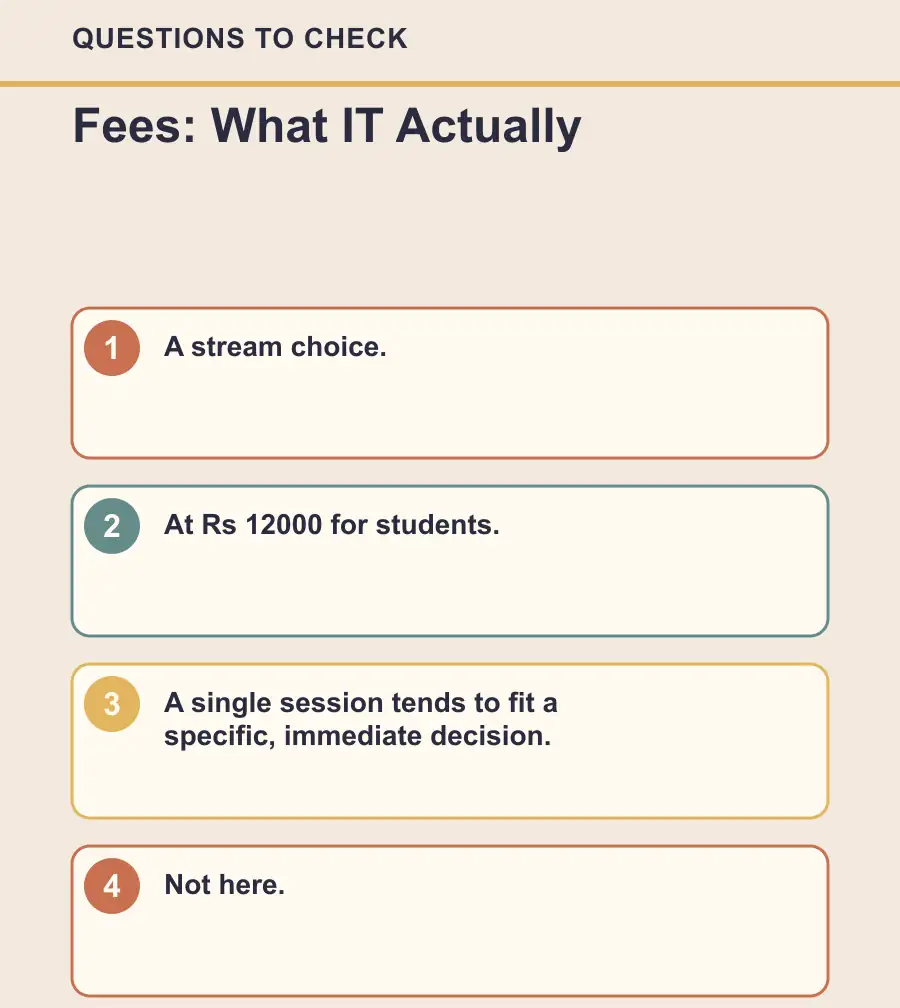 QUESTIONS TO CHECK
Fees: What IT Actually
1
A stream choice.
2
At Rs 12000 for students.
3
A single session tends to fit a
specific, immediate decision.
4
Not here.